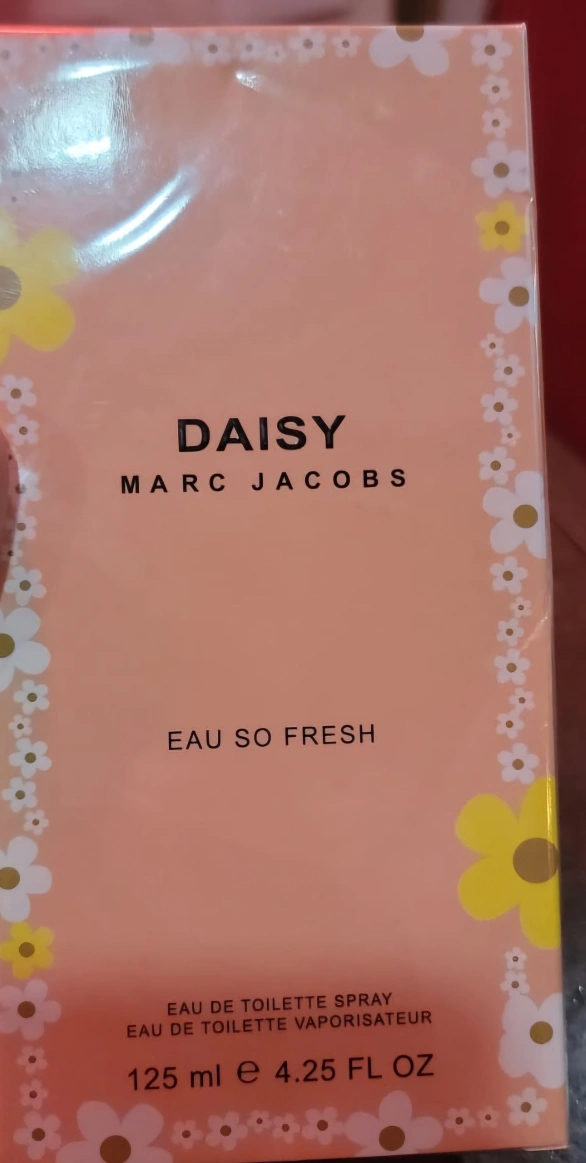 DAISY
MARC JACOBS
EAU SO FRESH
EAU DE TOILETTE SPRAY
EAU DE TOILETTE VAPORISATEUR
125 ml ℮ 4.25 FL OZ